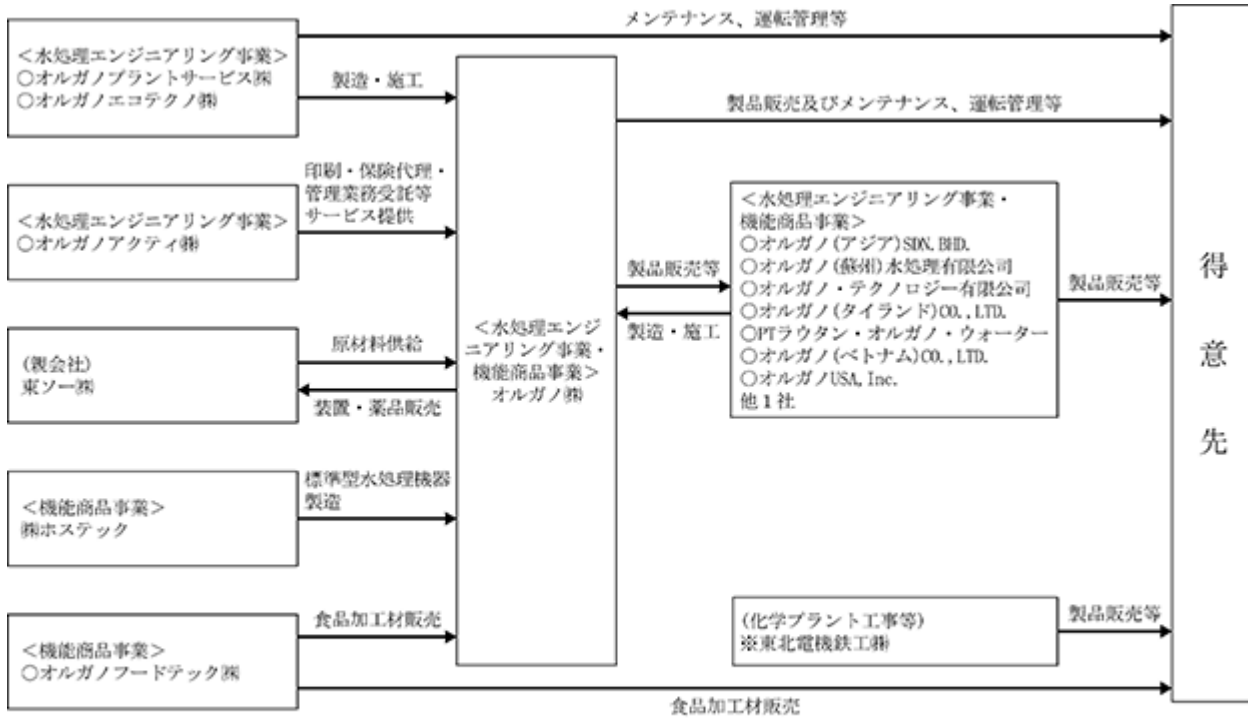 メンテナンス、運転管理等
＜水処理エンジニアリング事業＞
○オルガノプラントサービス㈱
○オルガノエコテクノ㈱
製造・施工
製品販売及びメンテナンス、運転管理等
印刷・保険代理・
管理業務受託等
サービス提供
＜水処理エンジニアリング事業＞
○オルガノアクティ㈱
(親会社)
東ソー㈱
原材料供給
装置・薬品販売
＜機能商品事業＞
㈱ホステック
標準型水処理機器
製造
＜機能商品事業＞
○オルガノフードテック㈱
食品加工材販売
＜水処理エンジ
ニアリング事業・
機能商品事業＞
オルガノ㈱
製品販売等
製造・施工
＜水処理エンジニアリング事業・
機能商品事業＞
○オルガノ(アジア)SDN.BHD.
○オルガノ(蘇州)水処理有限公司
○オルガノ・テクノロジー有限公司
○オルガノ(タイランド)CO.,LTD.
○PTラウタン・オルガノ・ウォーター
○オルガノ(ベトナム)CO.,LTD.
○オルガノUSA,Inc.
他１社
製品販売等
(化学プラント工事等)
※東北電機鉄工㈱
製品販売等
食品加工材販売
得意先